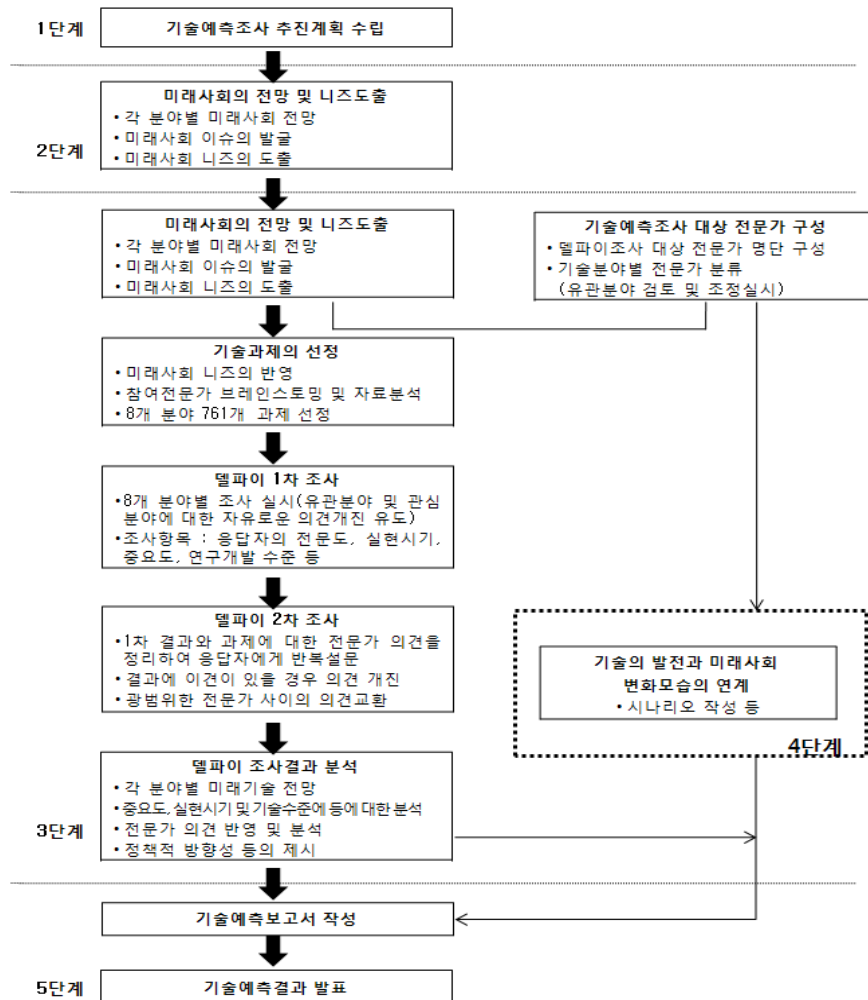 1단계
기술예측조사 추진계획 수립
미래사회의 전망 및 니즈도출
• 각 분야별 미래사회 전망
• 미래사회 이슈의 발굴
• 미래사회 니즈의 도출
2단계
미래사회의 전망 및 니즈도출
• 각 분야별 미래사회 전망
• 미래사회 이슈의 발굴
• 미래사회 니즈의 도출
기술예측조사 대상 전문가 구성
• 델파이조사 대상 전문가 명단 구성
• 기술분야별 전문가 분류
(유관분야 검토 및 조정실시)
기술과제의 선정
• 미래사회 니즈의 반영
• 참여전문가 브레인스토밍 및 자료분석
• 8개 분야 761개 과제 선정
델파이 1차 조사
•8개 분야별 조사 실시(유관분야 및 관심
분야에 대한 자유로운 의견개진 유도)
•조사항목 : 응답자의 전문도, 실현시기,
중요도, 연구개발 수준 등
델파이 2차 조사
•1차 결과와 과제에 대한 전문가 의견을
정리하여 응답자에게 반복설문
• 결과에 이견이 있을 경우 의견 개진
• 광범위한 전문가 사이의 의견교환
기술의 발전과 미래사회
변화모습의 연계
• 시나리오 작성 등
4단계
델파이 조사결과 분석
• 각 분야별 미래기술 전망
•중요도, 실현시기 및 기술수준에 등에 대한 분석
• 전문가 의견 반영 및 분석
• 정책적 방향성 등의 제시
3단계
기술예측보고서 작성
5단계
기술예측결과 발표